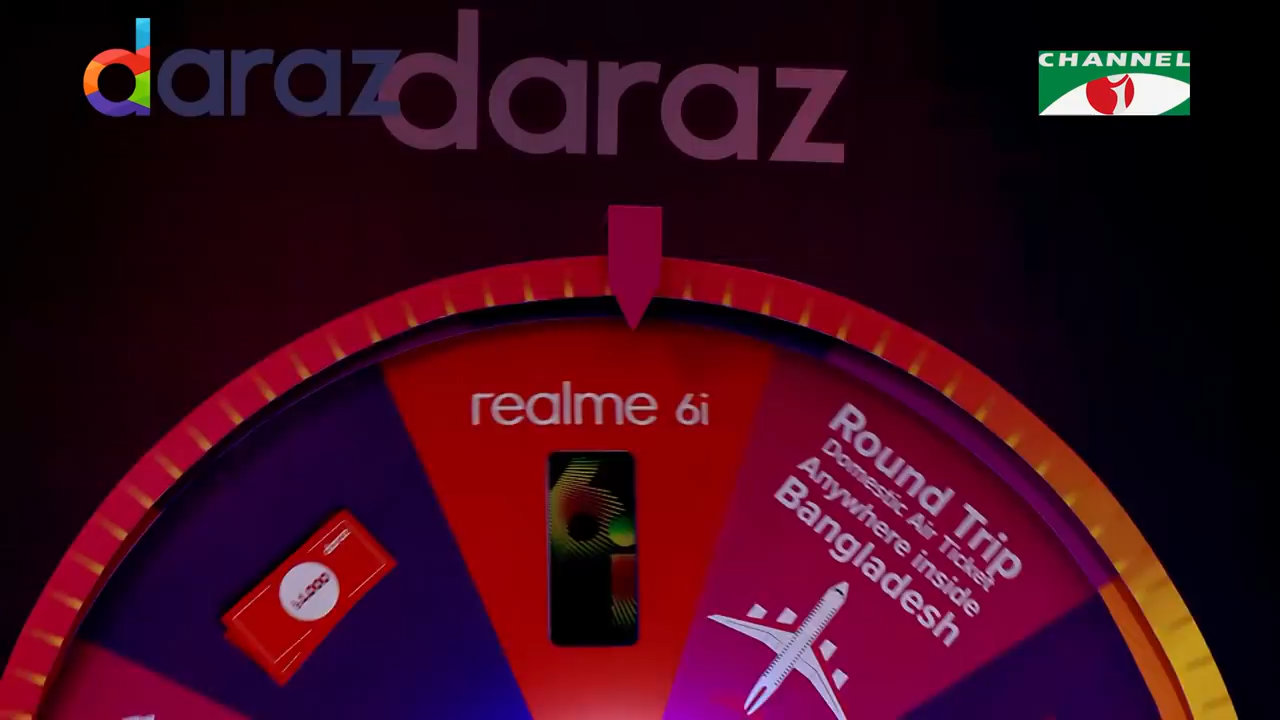 daraz
daraz
CHANNEL
i
realme 6i
Round Trip
Domestic Air Ticket
Anywhere inside
Bangladesh